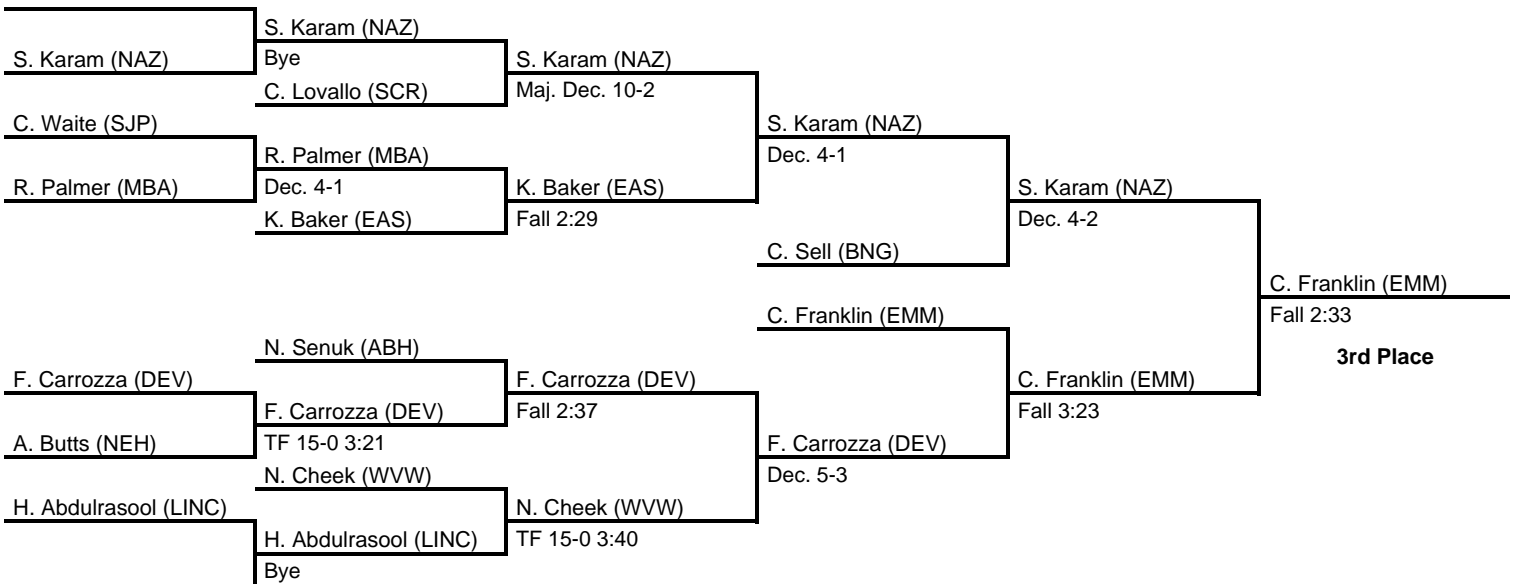 S. Karam (NAZ)
S. Karam (NAZ)
Bye
S. Karam (NAZ)
C. Lovallo (SCR)
Maj. Dec. 10-2
C. Waite (SJP)
S. Karam (NAZ)
R. Palmer (MBA)
Dec. 4-1
R. Palmer (MBA)
Dec. 4-1
K. Baker (EAS)
S. Karam (NAZ)
K. Baker (EAS)
Fall 2:29
Dec. 4-2
C. Sell (BNG)
C. Franklin (EMM)
C. Franklin (EMM)
Fall 2:33
N. Senuk (ABH)
3rd Place
F. Carrozza (DEV)
F. Carrozza (DEV)
C. Franklin (EMM)
F. Carrozza (DEV)
Fall 2:37
Fall 3:23
A. Butts (NEH)
TF 15-0 3:21
F. Carrozza (DEV)
N. Cheek (WVW)
Dec. 5-3
H. Abdulrasool (LINC)
N. Cheek (WVW)
H. Abdulrasool (LINC)
TF 15-0 3:40
Bye